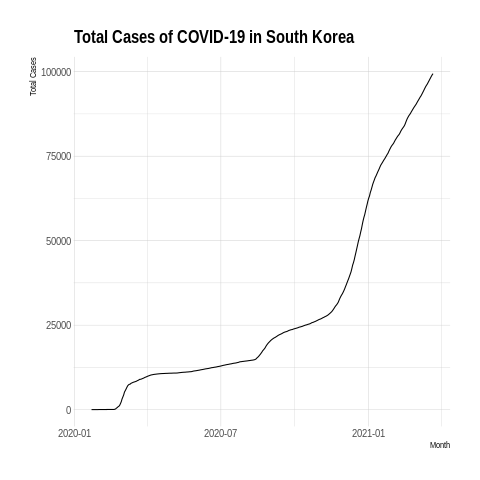 Total Cases of COVID-19 in South Korea
Total Cases
100000
75000
50000
25000
0
2020-01 2020-07 2021-01
Month